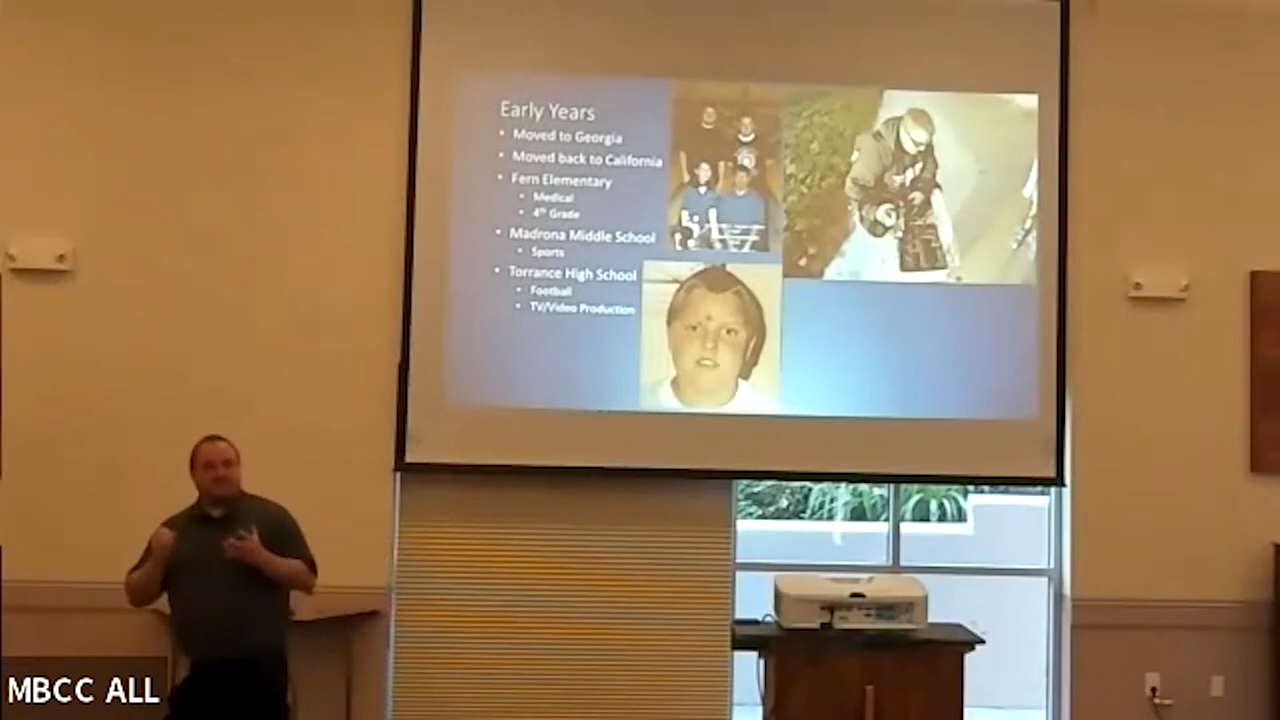 Early Years
• Moved to Georgia
• Moved back to California
• Fern Elementary
• Medical
• 4th Grade
• Madrona Middle School
• Sports
• Torrance High School
• Football
• TV/Video Production
MBCC ALL